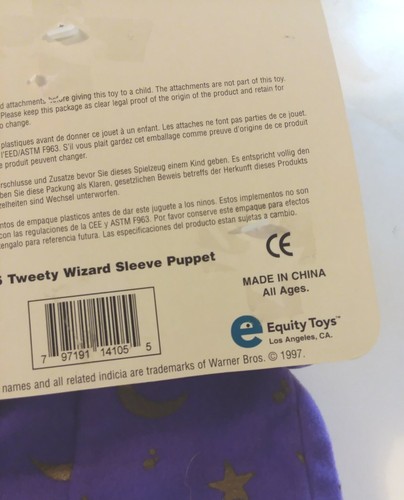 d attachments before giving this toy to a child. The attachments are not part of this toy.
Please keep this package as clear legal proof of the origin of the product and retain for
o change.
plastiques avant de donner ce jouet à un enfant. Les attaches ne font pas parties de ce jouet.
l'EED/ASTM F963. S'il vous plait gardez cet emballage comme preuve d'origine de ce produit
e produit peuvent changer.
erschlusse und Zusatze bevor Sie dieses Spielzeug einem Kind geben. Es entspricht vollig den
ben Sie diese Packung als Klaren, gesetzlichen Beweis betreffs der Herkunft dieses Produkts
zelheiten sind Wechsel unterworfen.
ntos de empaque plasticos antes de dar este juguete a los ninos. Estos implementos no son
con las regulaciones de la CEE y ASTM F963. Por favor conserve este empaque para efectos
tengalo para referencia futura. Las especificaciones del producto estan sujetas a cambio.
Tweety Wizard Sleeve Puppet
CE
MADE IN CHINA
All Ages.
7 97191 14105 5
e Equity Toys™
Los Angeles, CA.
names and all related indicia are trademarks of Warner Bros. © 1997.